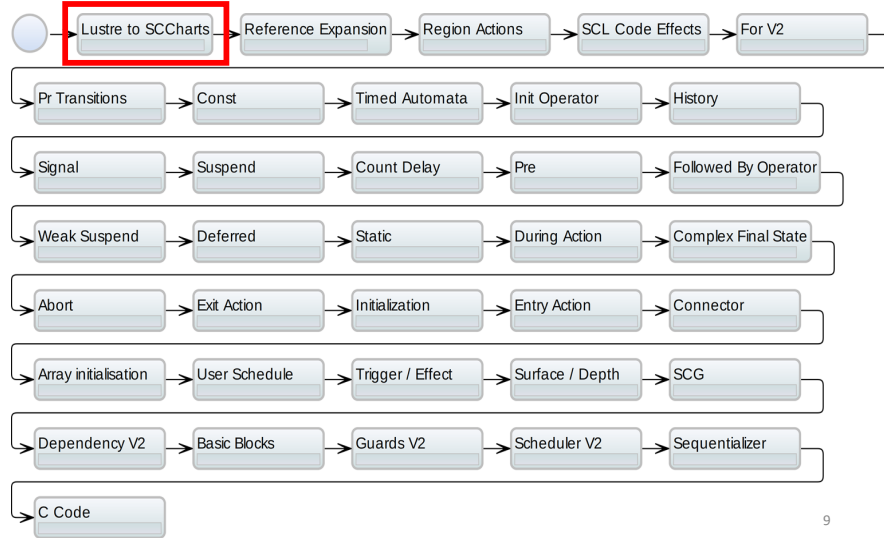 Lustre to SCCharts
Reference Expansion
Region Actions
SCL Code Effects
For V2
Pr Transitions
Const
Timed Automata
Init Operator
History
Signal
Suspend
Count Delay
Pre
Followed By Operator
Weak Suspend
Deferred
Static
During Action
Complex Final State
Abort
Exit Action
Initialization
Entry Action
Connector
Array initialisation
User Schedule
Trigger / Effect
Surface / Depth
SCG
Dependency V2
Basic Blocks
Guards V2
Scheduler V2
Sequentializer
C Code
9